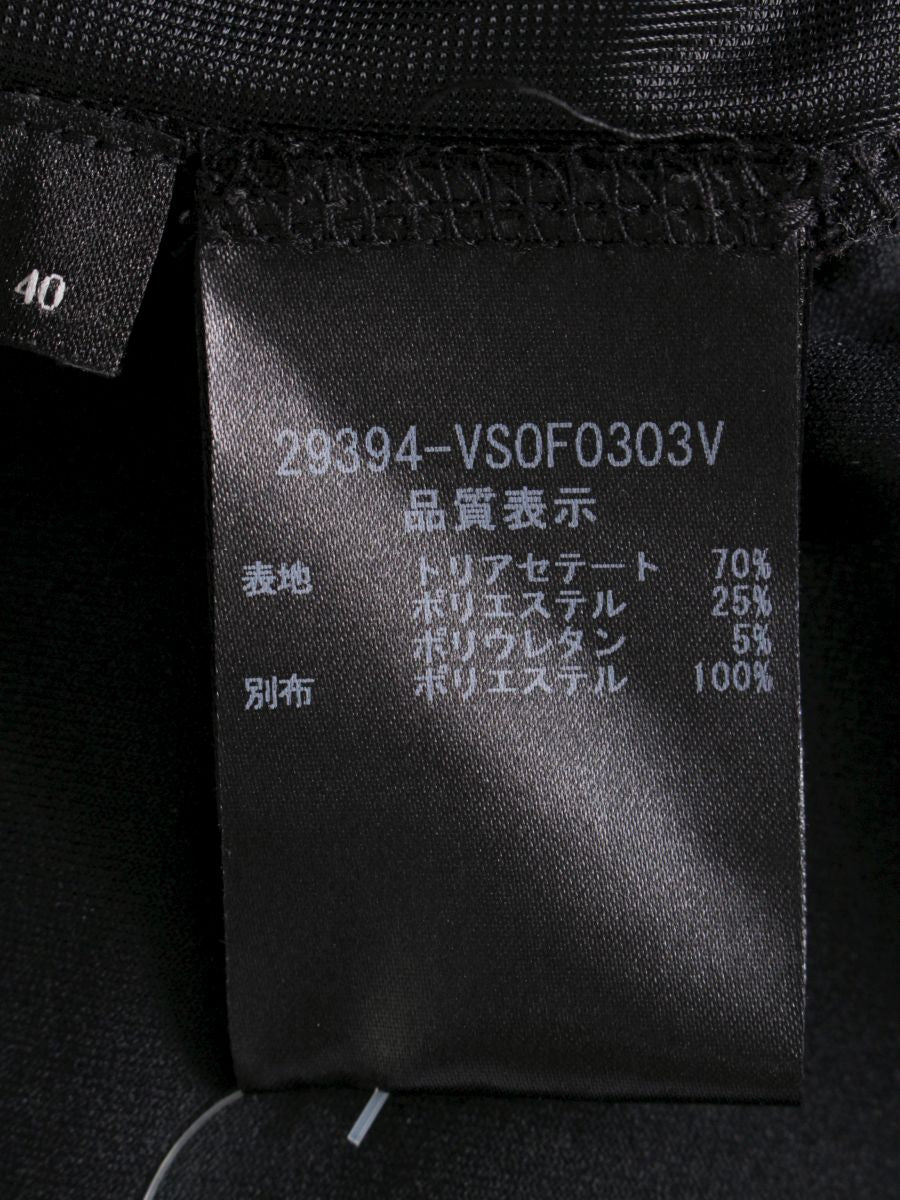 40
29394-VS0F0303V
品質表示
表地 トリアセテート 70%
ポリエステル 25%
ポリウレタン 5%
別布 ポリエステル 100%